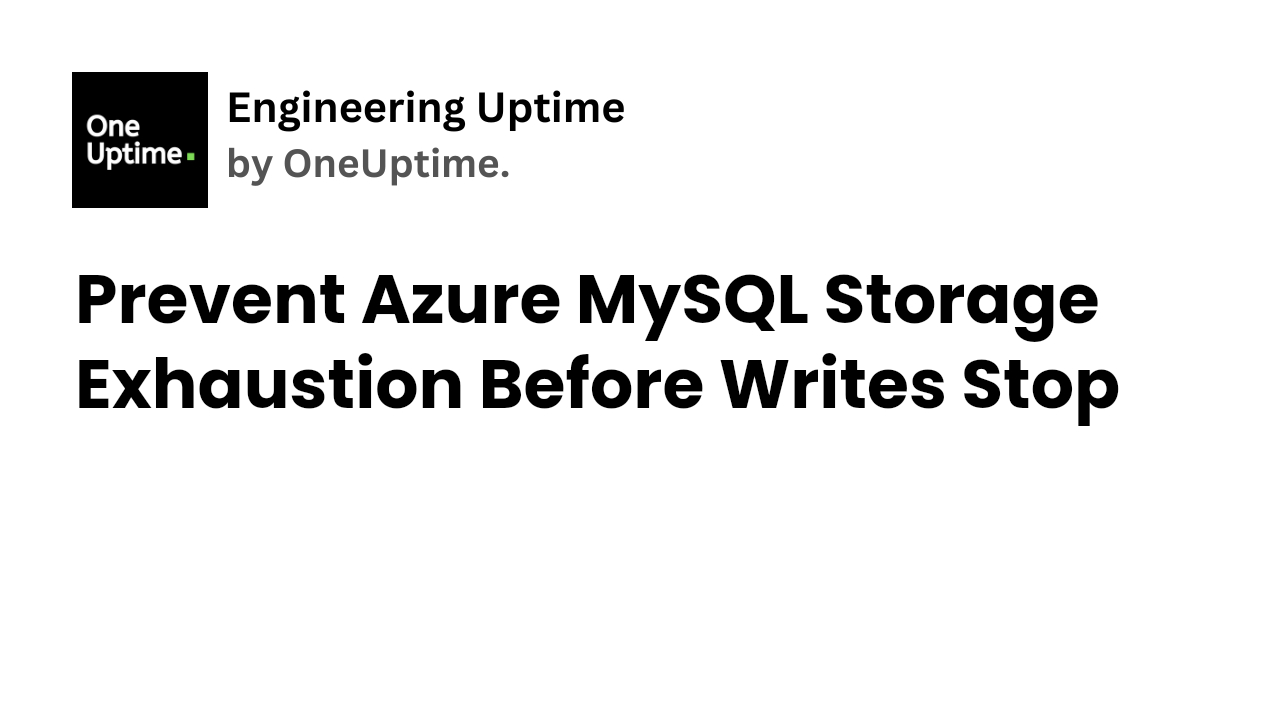 One
Uptime
Engineering Uptime
by OneUptime.
Prevent Azure MySQL Storage
Exhaustion Before Writes Stop